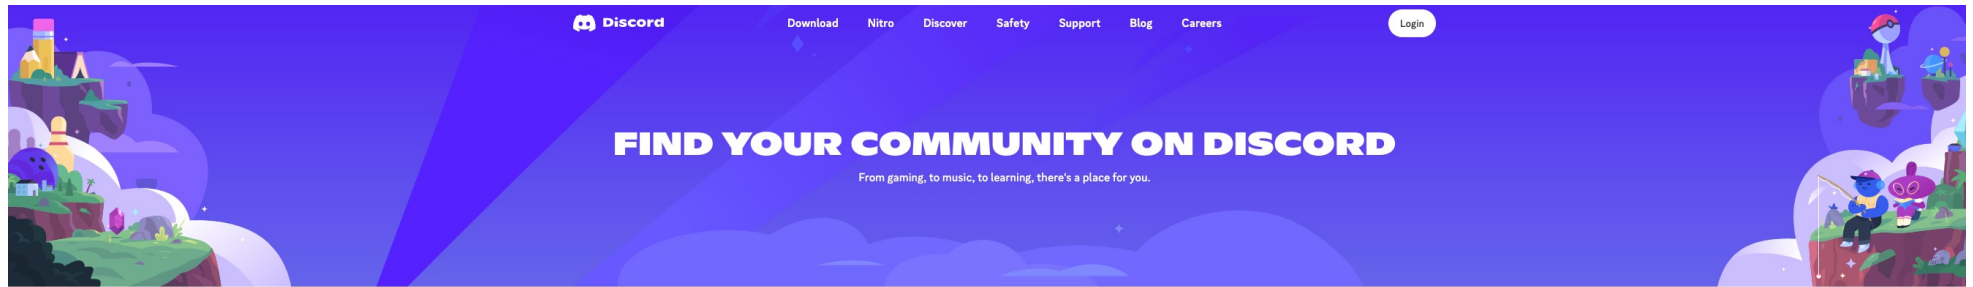 Discord Download Nitro Discover Safety Support Blog Careers Login
FIND YOUR COMMUNITY ON DISCORD
From gaming, to music, to learning, there's a place for you.